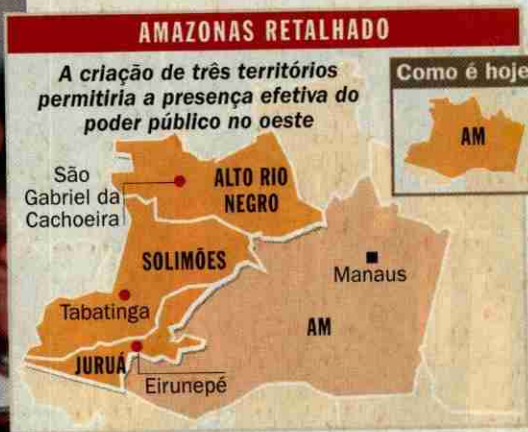 AMAZONAS RETALHADO
A criação de três territórios
permitiria a presença efetiva do
poder público no oeste
Como é hoje
AM
São
Gabriel da
Cachoeira
ALTO RIO
NEGRO
SOLIMÕES
Manaus
Tabatinga
AM
JURUÁ
Eirunepé